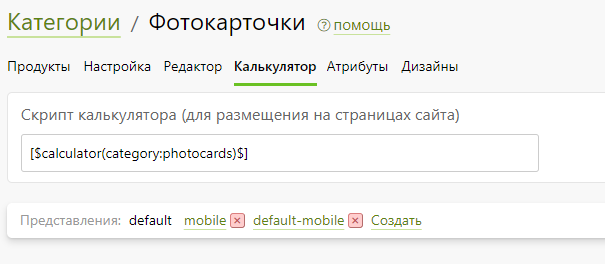 Категории / Фотокарточки ? помощь
Продукты Настройка Редактор Калькулятор Атрибуты Дизайны
Скрипт калькулятора (для размещения на страницах сайта)
[$calculator(category:photocards)$]
Представления: default mobile × default-mobile × Создать